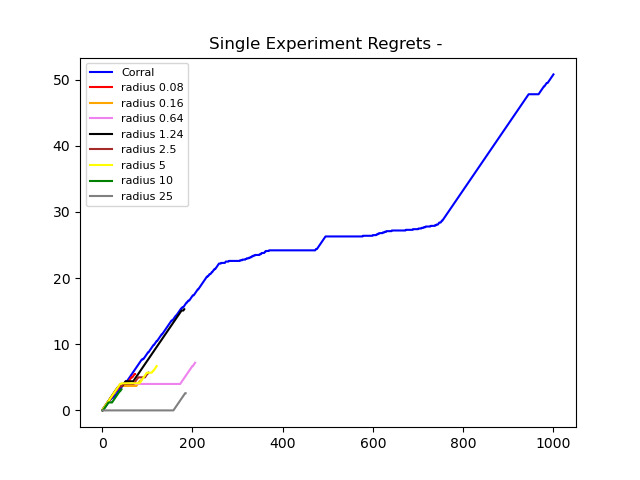 Single Experiment Regrets -
Corral
radius 0.08
radius 0.16
radius 0.64
radius 1.24
radius 2.5
radius 5
radius 10
radius 25
50
40
30
20
10
0
0 200 400 600 800 1000